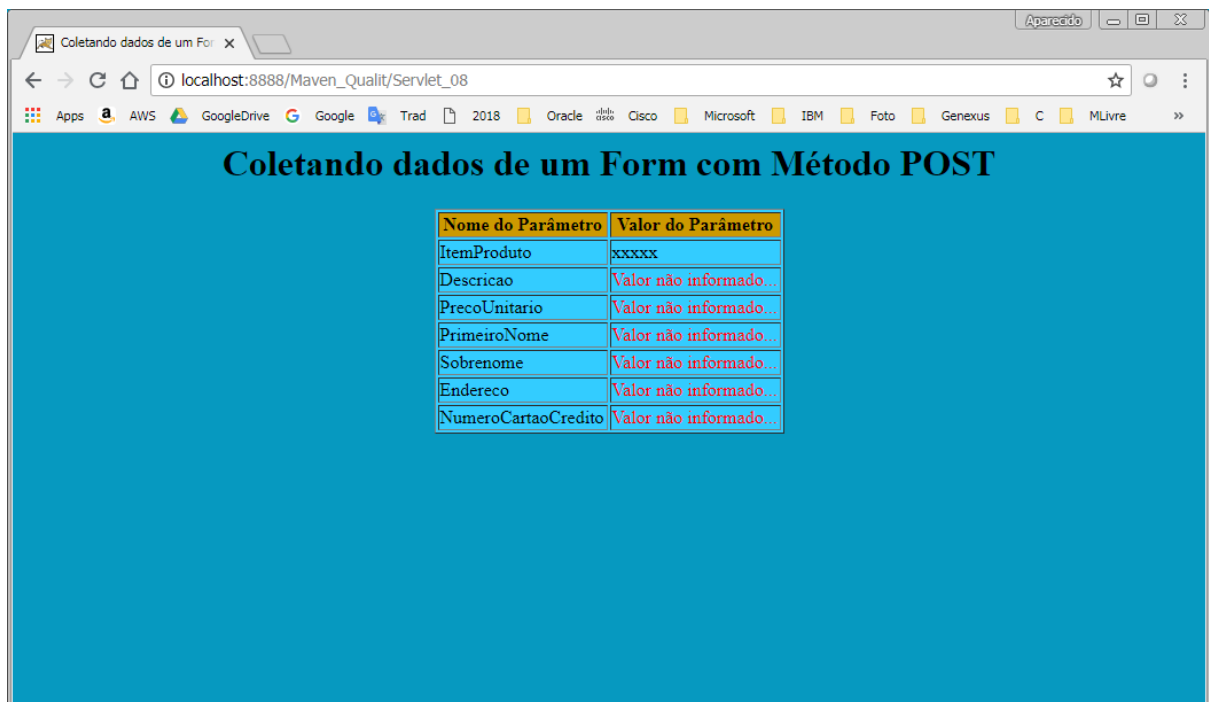 Aparecido
Coletando dados de um For
localhost:8888/Maven_Qualit/Servlet_08
Apps a AWS GoogleDrive G Google Trad 2018 Oracle cisco Cisco Microsoft IBM Foto Genexus C MLivre »
Coletando dados de um Form com Método POST
Nome do Parâmetro Valor do Parâmetro
ItemProduto xxxxx
Descricao Valor não informado...
PrecoUnitario Valor não informado...
PrimeiroNome Valor não informado...
Sobrenome Valor não informado...
Endereco Valor não informado...
NumeroCartaoCredito Valor não informado...